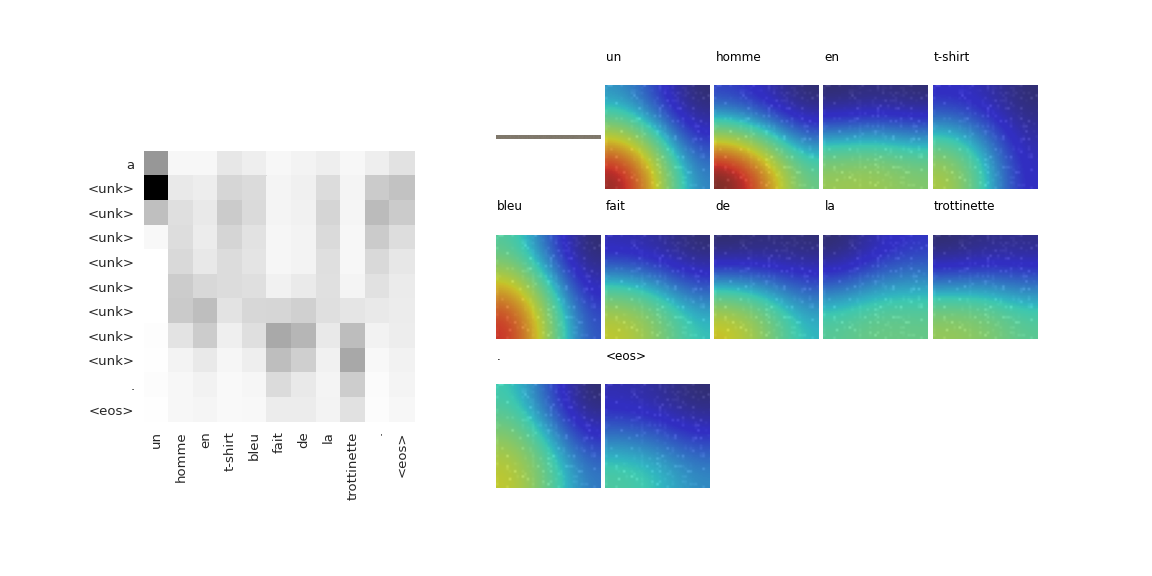 a
<unk>
<unk>
<unk>
<unk>
<unk>
<unk>
<unk>
<unk>
.
<eos>
un homme en t-shirt bleu fait de la trottinette . <eos>
un homme en t-shirt
bleu fait de la trottinette
. <eos>